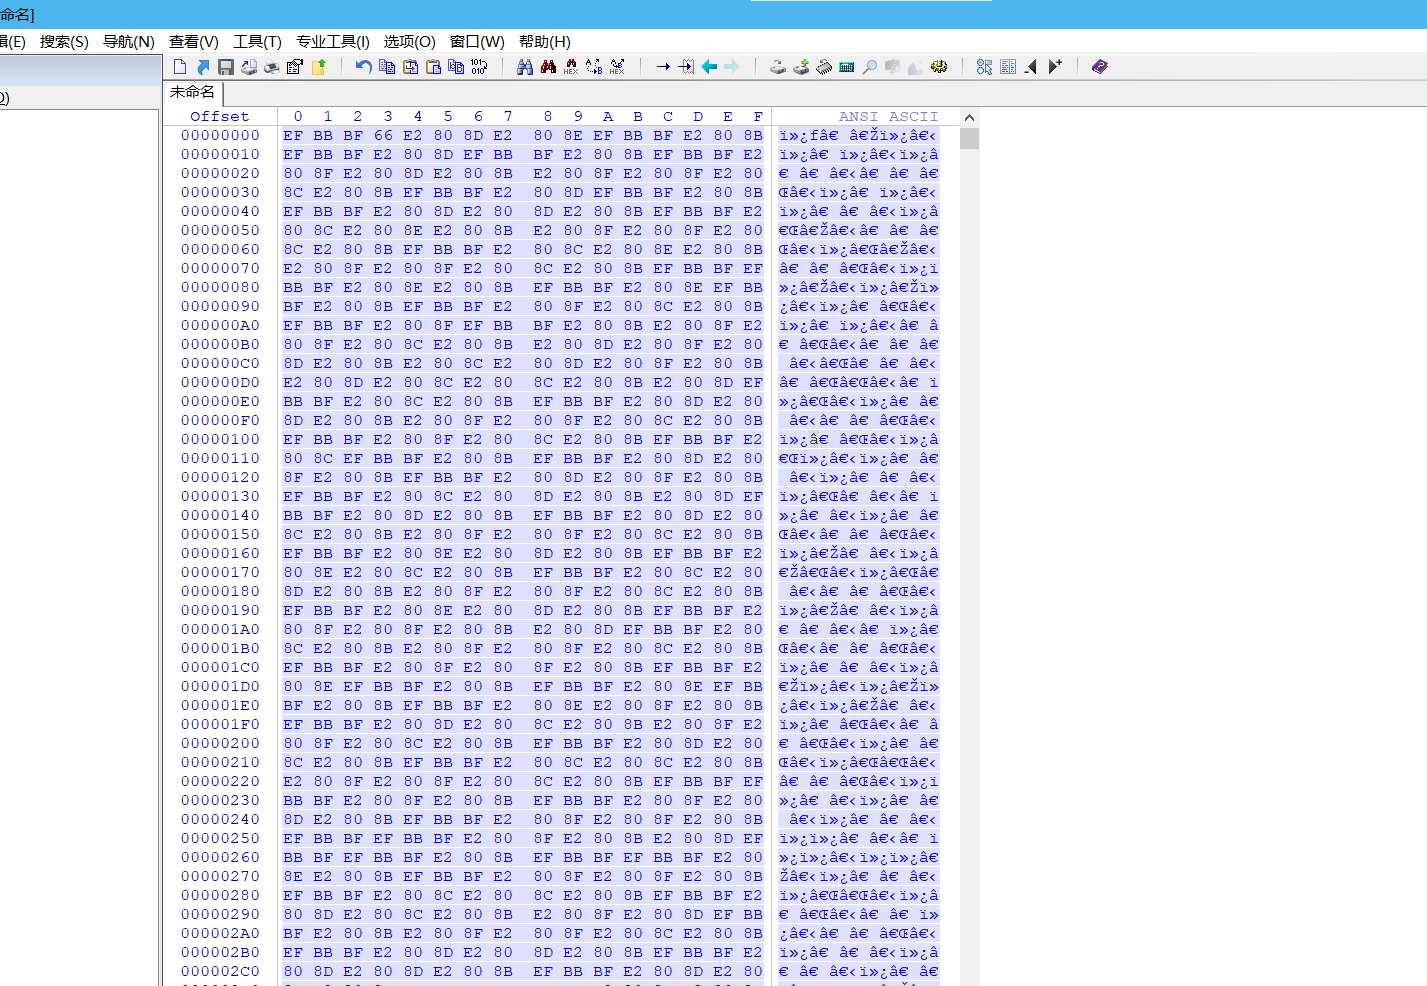 命名]
辑(E) 搜索(S) 导航(N) 查看(V) 工具(T) 专业工具(I) 选项(O) 窗口(W) 帮助(H)
未命名
Offset 0 1 2 3 4 5 6 7 8 9 A B C D E F ANSI ASCII
00000000 EF BB BF 66 E2 80 8D E2 80 8E EF BB BF E2 80 8B ï»¿fâ€ â€Žï»¿â€‹
00000010 EF BB BF E2 80 8D EF BB BF E2 80 8B EF BB BF E2 ï»¿â€ ï»¿â€‹ï»¿â
00000020 80 8F E2 80 8D E2 80 8B E2 80 8F E2 80 8F E2 80 € â€ â€‹â€ â€ â€
00000030 8C E2 80 8B EF BB BF E2 80 8D EF BB BF E2 80 8B Œâ€‹ï»¿â€ ï»¿â€‹
00000040 EF BB BF E2 80 8D E2 80 8D E2 80 8B EF BB BF E2 ï»¿â€ â€ â€‹ï»¿â
00000050 80 8C E2 80 8E E2 80 8B E2 80 8F E2 80 8F E2 80 €Œâ€Žâ€‹â€ â€ â€
00000060 8C E2 80 8B EF BB BF E2 80 8C E2 80 8E E2 80 8B Œâ€‹ï»¿â€Œâ€Žâ€‹
00000070 E2 80 8F E2 80 8F E2 80 8C E2 80 8B EF BB BF EF â€ â€ â€Œâ€‹ï»¿ï
00000080 BB BF E2 80 8E E2 80 8B EF BB BF E2 80 8E EF BB »¿â€Žâ€‹ï»¿â€Žï»
00000090 BF E2 80 8B EF BB BF E2 80 8F E2 80 8C E2 80 8B ¿â€‹ï»¿â€ â€Œâ€‹
000000A0 EF BB BF E2 80 8F EF BB BF E2 80 8B E2 80 8F E2 ï»¿â€ ï»¿â€‹â€ â
000000B0 80 8F E2 80 8C E2 80 8B E2 80 8D E2 80 8F E2 80 € â€Œâ€‹â€ â€ â€
000000C0 8D E2 80 8B E2 80 8C E2 80 8D E2 80 8F E2 80 8B â€‹â€Œâ€ â€ â€‹
000000D0 E2 80 8D E2 80 8C E2 80 8C E2 80 8B E2 80 8D EF â€ â€Œâ€Œâ€‹â€ ï
000000E0 BB BF E2 80 8C E2 80 8B EF BB BF E2 80 8D E2 80 »¿â€Œâ€‹ï»¿â€ â€
000000F0 8D E2 80 8B E2 80 8F E2 80 8F E2 80 8C E2 80 8B â€‹â€ â€ â€Œâ€‹
00000100 EF BB BF E2 80 8F E2 80 8C E2 80 8B EF BB BF E2 ï»¿â€ â€Œâ€‹ï»¿â
00000110 80 8C EF BB BF E2 80 8B EF BB BF E2 80 8D E2 80 €Œï»¿â€‹ï»¿â€ â€
00000120 8F E2 80 8B EF BB BF E2 80 8D E2 80 8F E2 80 8B â€‹ï»¿â€ â€ â€‹
00000130 EF BB BF E2 80 8C E2 80 8D E2 80 8B E2 80 8D EF ï»¿â€Œâ€ â€‹â€ ï
00000140 BB BF E2 80 8D E2 80 8B EF BB BF E2 80 8D E2 80 »¿â€ â€‹ï»¿â€ â€
00000150 8C E2 80 8B E2 80 8F E2 80 8F E2 80 8C E2 80 8B Œâ€‹â€ â€ â€Œâ€‹
00000160 EF BB BF E2 80 8E E2 80 8D E2 80 8B EF BB BF E2 ï»¿â€Žâ€ â€‹ï»¿â
00000170 80 8E E2 80 8C E2 80 8B EF BB BF E2 80 8C E2 80 €Žâ€Œâ€‹ï»¿â€Œâ€
00000180 8D E2 80 8B E2 80 8F E2 80 8F E2 80 8C E2 80 8B â€‹â€ â€ â€Œâ€‹
00000190 EF BB BF E2 80 8E E2 80 8D E2 80 8B EF BB BF E2 ï»¿â€Žâ€ â€‹ï»¿â
000001A0 80 8F E2 80 8F E2 80 8B E2 80 8D EF BB BF E2 80 € â€ â€‹â€ ï»¿â€
000001B0 8C E2 80 8B E2 80 8F E2 80 8F E2 80 8C E2 80 8B Œâ€‹â€ â€ â€Œâ€‹
000001C0 EF BB BF E2 80 8F E2 80 8F E2 80 8B EF BB BF E2 ï»¿â€ â€ â€‹ï»¿â
000001D0 80 8E EF BB BF E2 80 8B EF BB BF E2 80 8E EF BB €Žï»¿â€‹ï»¿â€Žï»
000001E0 BF E2 80 8B EF BB BF E2 80 8E E2 80 8F E2 80 8B ¿â€‹ï»¿â€Žâ€ â€‹
000001F0 EF BB BF E2 80 8D E2 80 8C E2 80 8B E2 80 8F E2 ï»¿â€ â€Œâ€‹â€ â
00000200 80 8F E2 80 8C E2 80 8B EF BB BF E2 80 8D E2 80 € â€Œâ€‹ï»¿â€ â€
00000210 8C E2 80 8B EF BB BF E2 80 8C E2 80 8C E2 80 8B Œâ€‹ï»¿â€Œâ€Œâ€‹
00000220 E2 80 8F E2 80 8F E2 80 8C E2 80 8B EF BB BF EF â€ â€ â€Œâ€‹ï»¿ï
00000230 BB BF E2 80 8F E2 80 8B EF BB BF E2 80 8F E2 80 »¿â€ â€‹ï»¿â€ â€
00000240 8D E2 80 8B EF BB BF E2 80 8F E2 80 8F E2 80 8B â€‹ï»¿â€ â€ â€‹
00000250 EF BB BF EF BB BF E2 80 8F E2 80 8B E2 80 8D EF ï»¿ï»¿â€ â€‹â€ ï
00000260 BB BF EF BB BF E2 80 8B EF BB BF EF BB BF E2 80 »¿ï»¿â€‹ï»¿ï»¿â€
00000270 8E E2 80 8B EF BB BF E2 80 8F E2 80 8F E2 80 8B Žâ€‹ï»¿â€ â€ â€‹
00000280 EF BB BF E2 80 8C E2 80 8C E2 80 8B EF BB BF E2 ï»¿â€Œâ€Œâ€‹ï»¿â
00000290 80 8D E2 80 8C E2 80 8B E2 80 8F E2 80 8D EF BB € â€Œâ€‹â€ â€ ï»
000002A0 BF E2 80 8B E2 80 8F E2 80 8F E2 80 8C E2 80 8B ¿â€‹â€ â€ â€Œâ€‹
000002B0 EF BB BF E2 80 8D E2 80 8D E2 80 8B EF BB BF E2 ï»¿â€ â€ â€‹ï»¿â
000002C0 80 8D E2 80 8D E2 80 8B EF BB BF E2 80 8D E2 80 € â€ â€‹ï»¿â€ â€